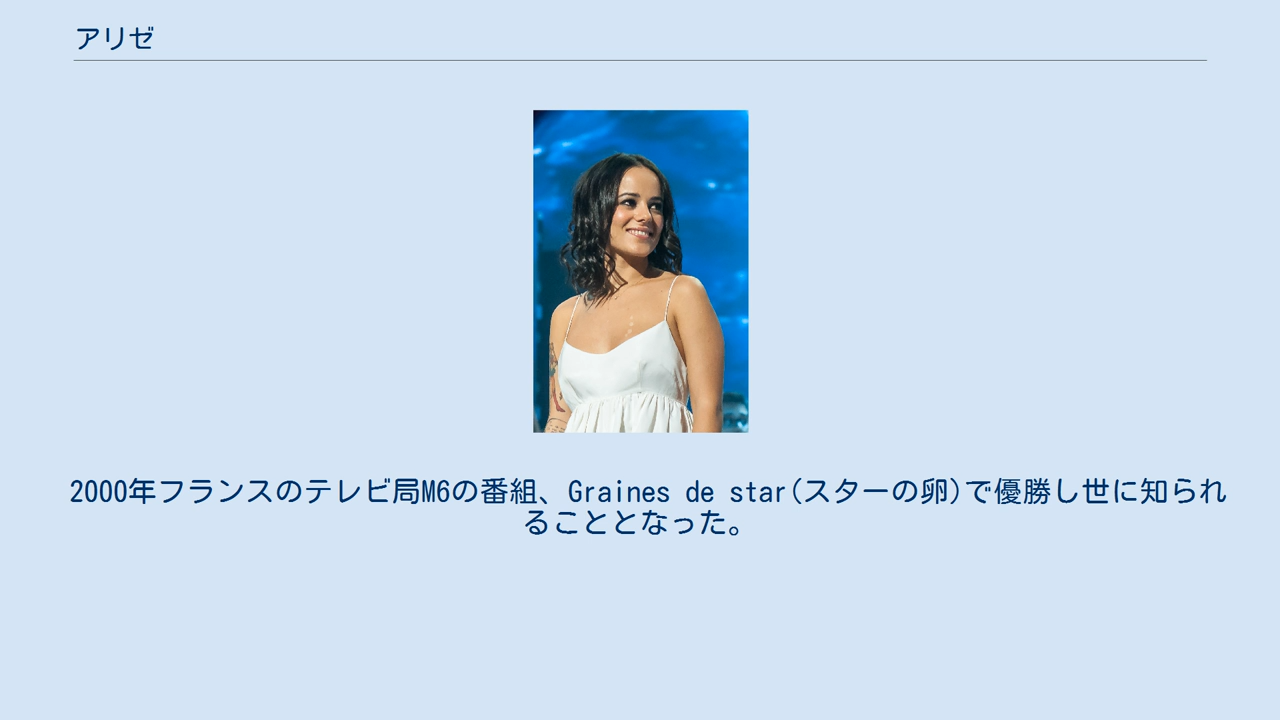 アリゼ
2000年フランスのテレビ局M6の番組、Graines de star(スターの卵)で優勝し世に知られ
ることとなった。